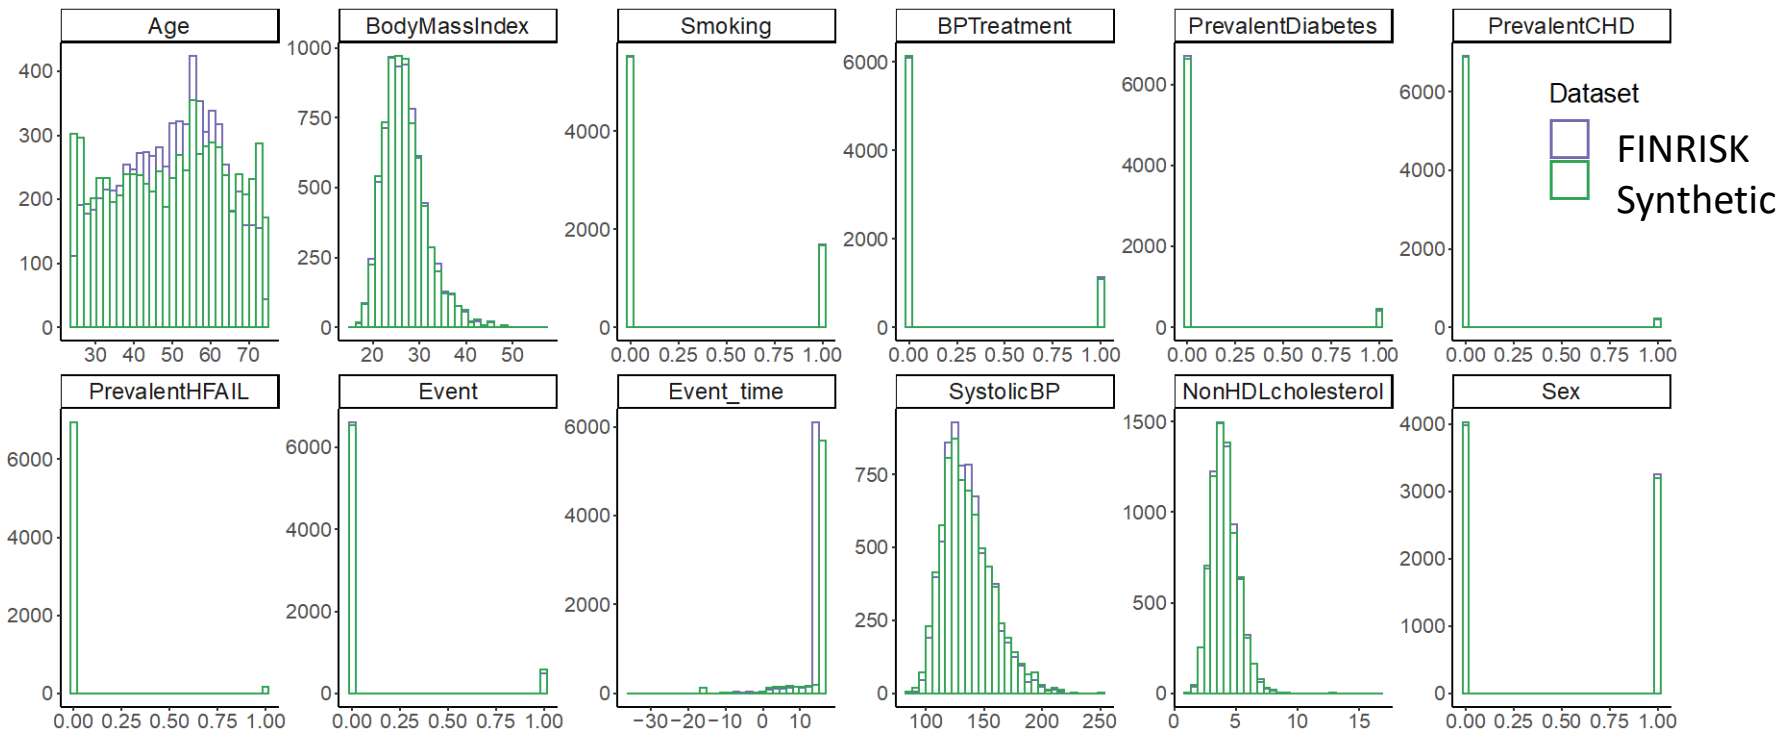 Age
BodyMassIndex
Smoking
BPTreatment
PrevalentDiabetes
PrevalentCHD
400
300
200
100
0
30 40 50 60 70
1000
750
500
250
0
20 30 40 50
4000
2000
0
0.00 0.25 0.50 0.75 1.00
6000
4000
2000
0
0.00 0.25 0.50 0.75 1.00
6000
4000
2000
0
0.00 0.25 0.50 0.75 1.00
6000
4000
2000
0
0.00 0.25 0.50 0.75 1.00
Dataset
FINRISK
Synthetic
PrevalentHFAIL
Event
Event_time
SystolicBP
NonHDLcholesterol
Sex
6000
4000
2000
0
0.00 0.25 0.50 0.75 1.00
6000
4000
2000
0
0.00 0.25 0.50 0.75 1.00
6000
4000
2000
0
−30 −20 −10 0 10
750
500
250
0
100 150 200 250
1500
1000
500
0
0 5 10 15
4000
3000
2000
1000
0
0.00 0.25 0.50 0.75 1.00